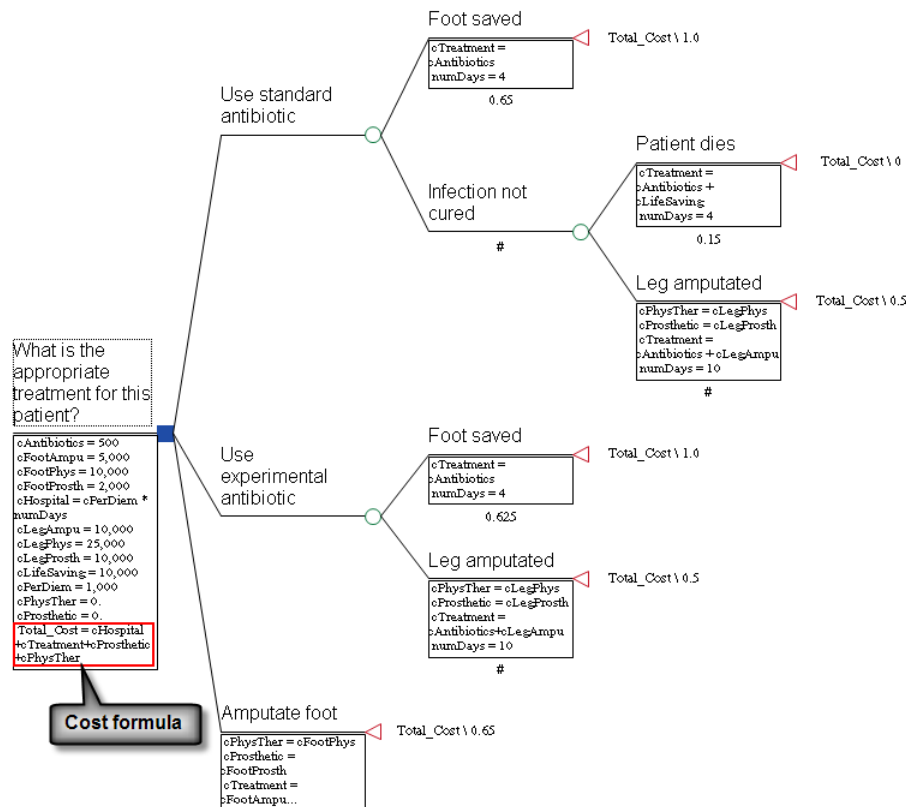 Foot saved
cTreatment =
cAntibiotics
numDays = 4
0.65
Total_Cost \ 1.0
Use standard
antibiotic
Patient dies
cTreatment =
cAntibiotics +
cLifeSaving
numDays = 4
0.15
Total_Cost \ 0
Infection not
cured
#
Leg amputated
cPhysTher = cLegPhys
cProsthetic = cLegProsth
cTreatment =
cAntibiotics + cLegAmpu
numDays = 10
#
Total_Cost \ 0.5
What is the
appropriate
treatment for this
patient?
cAntibiotics = 500
cFootAmpu = 5,000
cFootPhys = 10,000
cFootProsth = 2,000
cHospital = cPerDiem *
numDays
cLegAmpu = 10,000
cLegPhys = 25,000
cLegProsth = 10,000
cLifeSaving = 10,000
cPerDiem = 1,000
cPhysTher = 0.
cProsthetic = 0.
Total_Cost = cHospital
+cTreatment+cProsthetic
+cPhysTher
Cost formula
Use
experimental
antibiotic
Foot saved
cTreatment =
cAntibiotics
numDays = 4
0.625
Total_Cost \ 1.0
Leg amputated
cPhysTher = cLegPhys
cProsthetic = cLegProsth
cTreatment =
cAntibiotics+cLegAmpu
numDays = 10
#
Total_Cost \ 0.5
Amputate foot
cPhysTher = cFootPhys
cProsthetic =
cFootProsth
cTreatment =
cFootAmpu...
Total_Cost \ 0.65